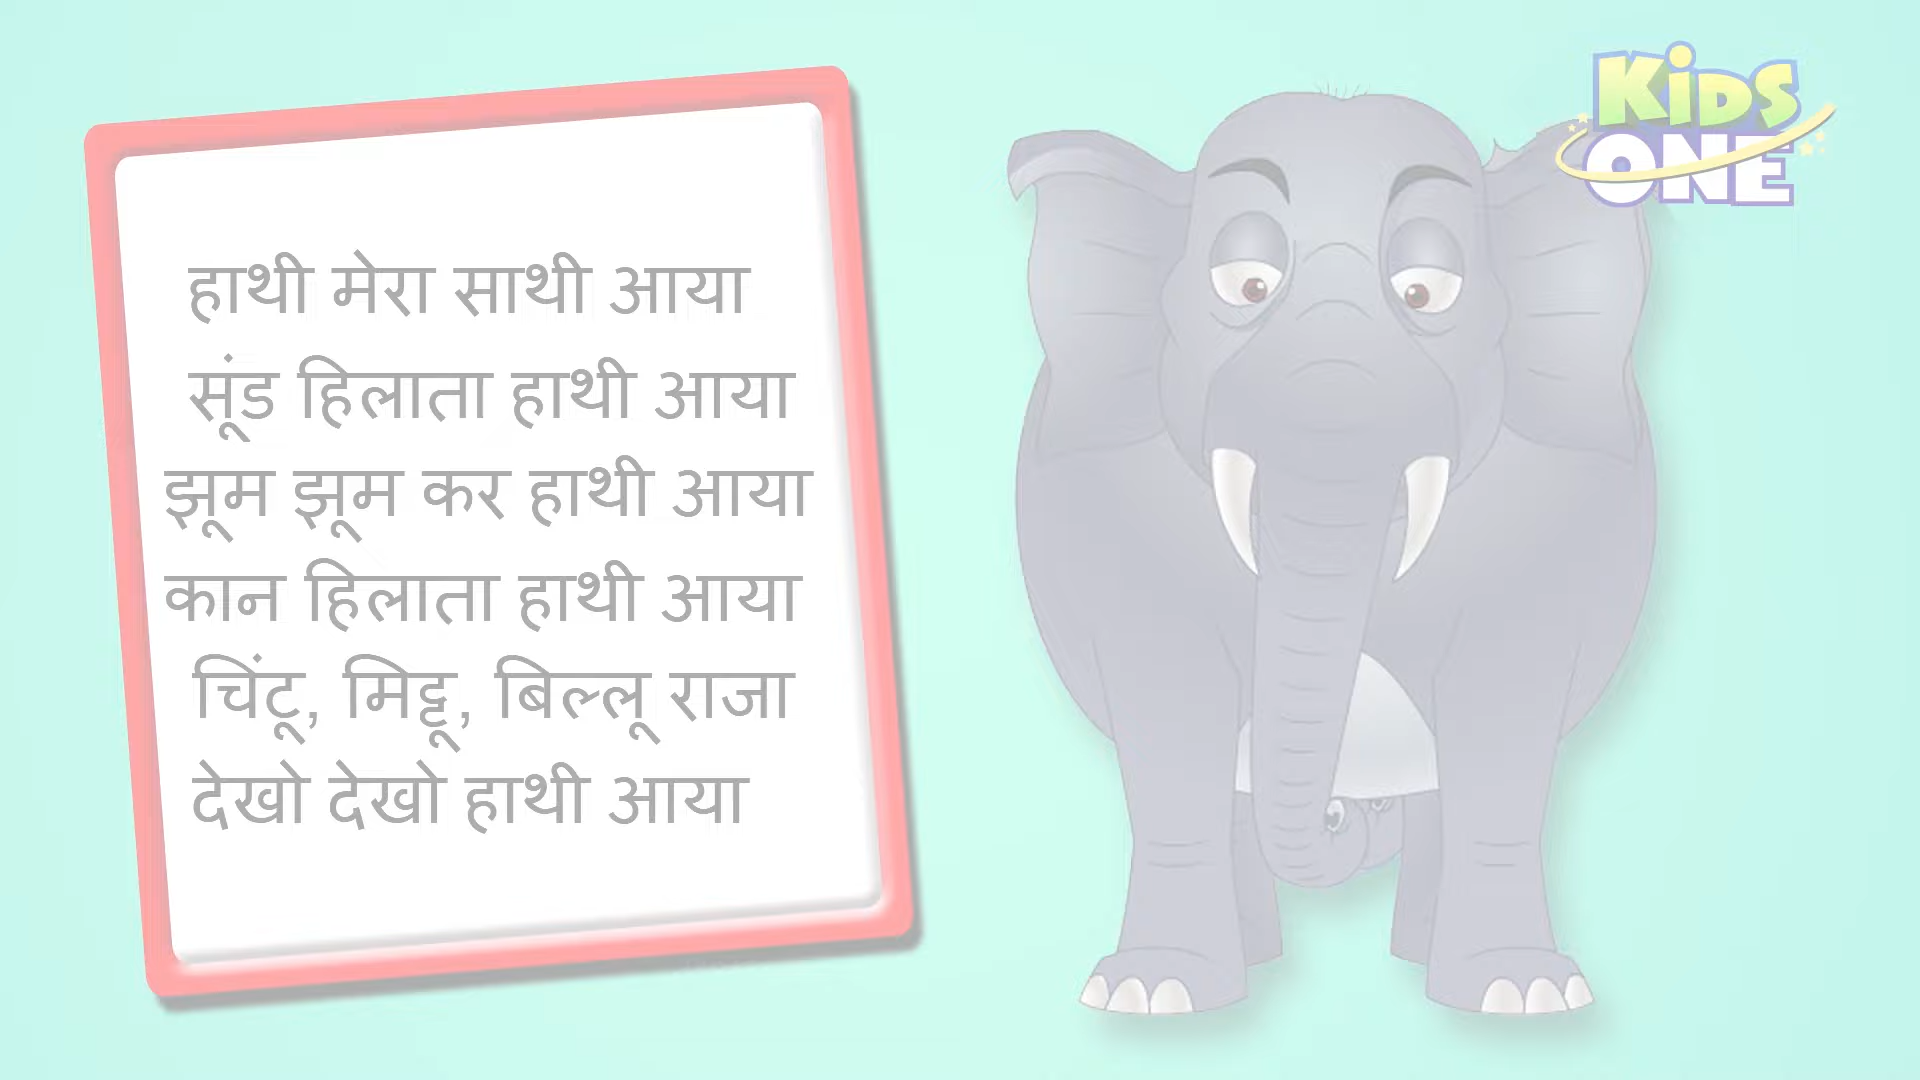 हाथी मेरा साथी आया
सूंड हिलाता हाथी आया
झूम झूम कर हाथी आया
कान हिलाता हाथी आया
चिंटू, मिट्टू, बिल्लू राजा
देखो देखो हाथी आया
KiDS
ONE